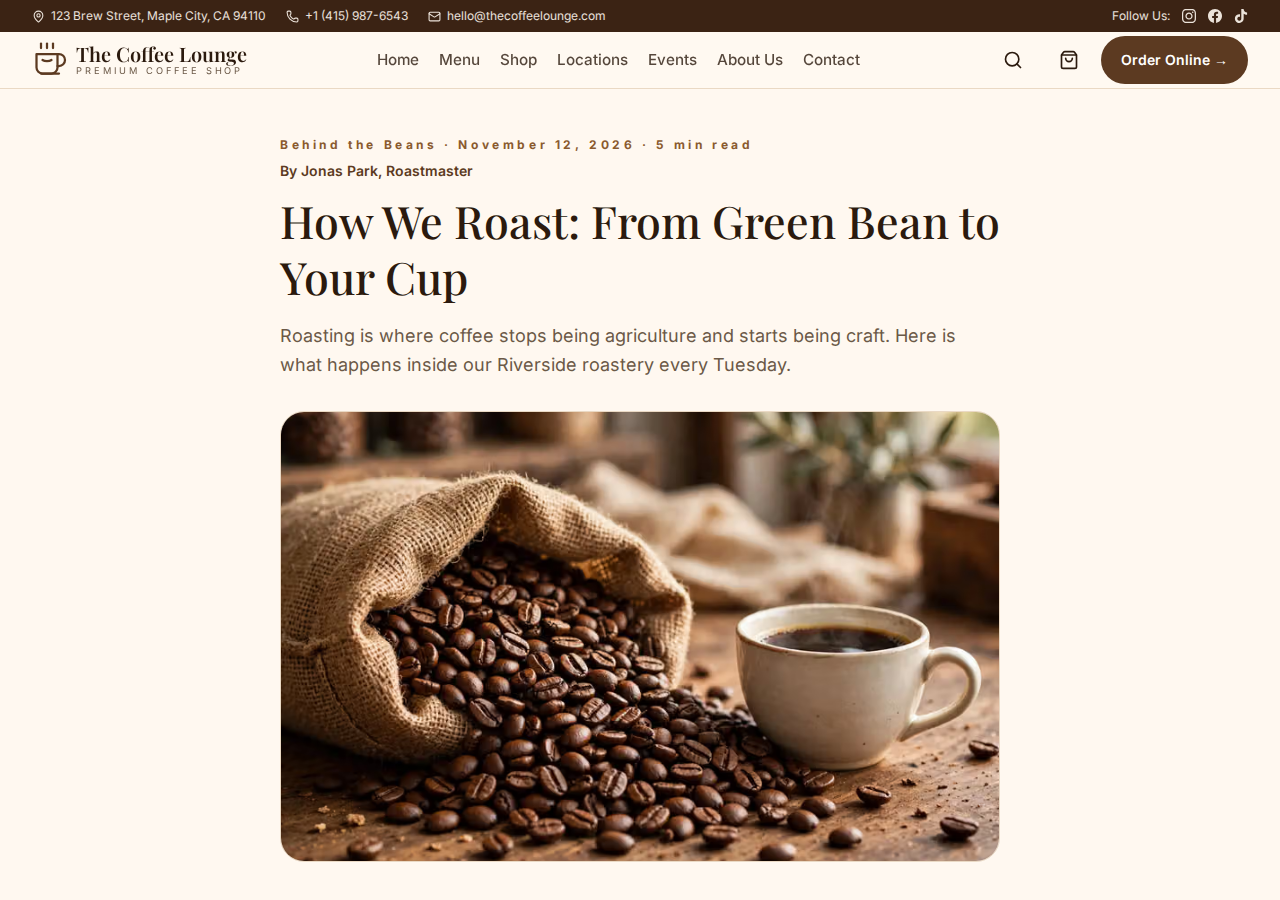 123 Brew Street, Maple City, CA 94110
+1 (415) 987-6543
hello@thecoffeelounge.com
Follow Us:
The Coffee Lounge
PREMIUM COFFEE SHOP
Home
Menu
Shop
Locations
Events
About Us
Contact
Order Online →
Behind the Beans · November 12, 2026 · 5 min read
By Jonas Park, Roastmaster
How We Roast: From Green Bean to
Your Cup
Roasting is where coffee stops being agriculture and starts being craft. Here is
what happens inside our Riverside roastery every Tuesday.